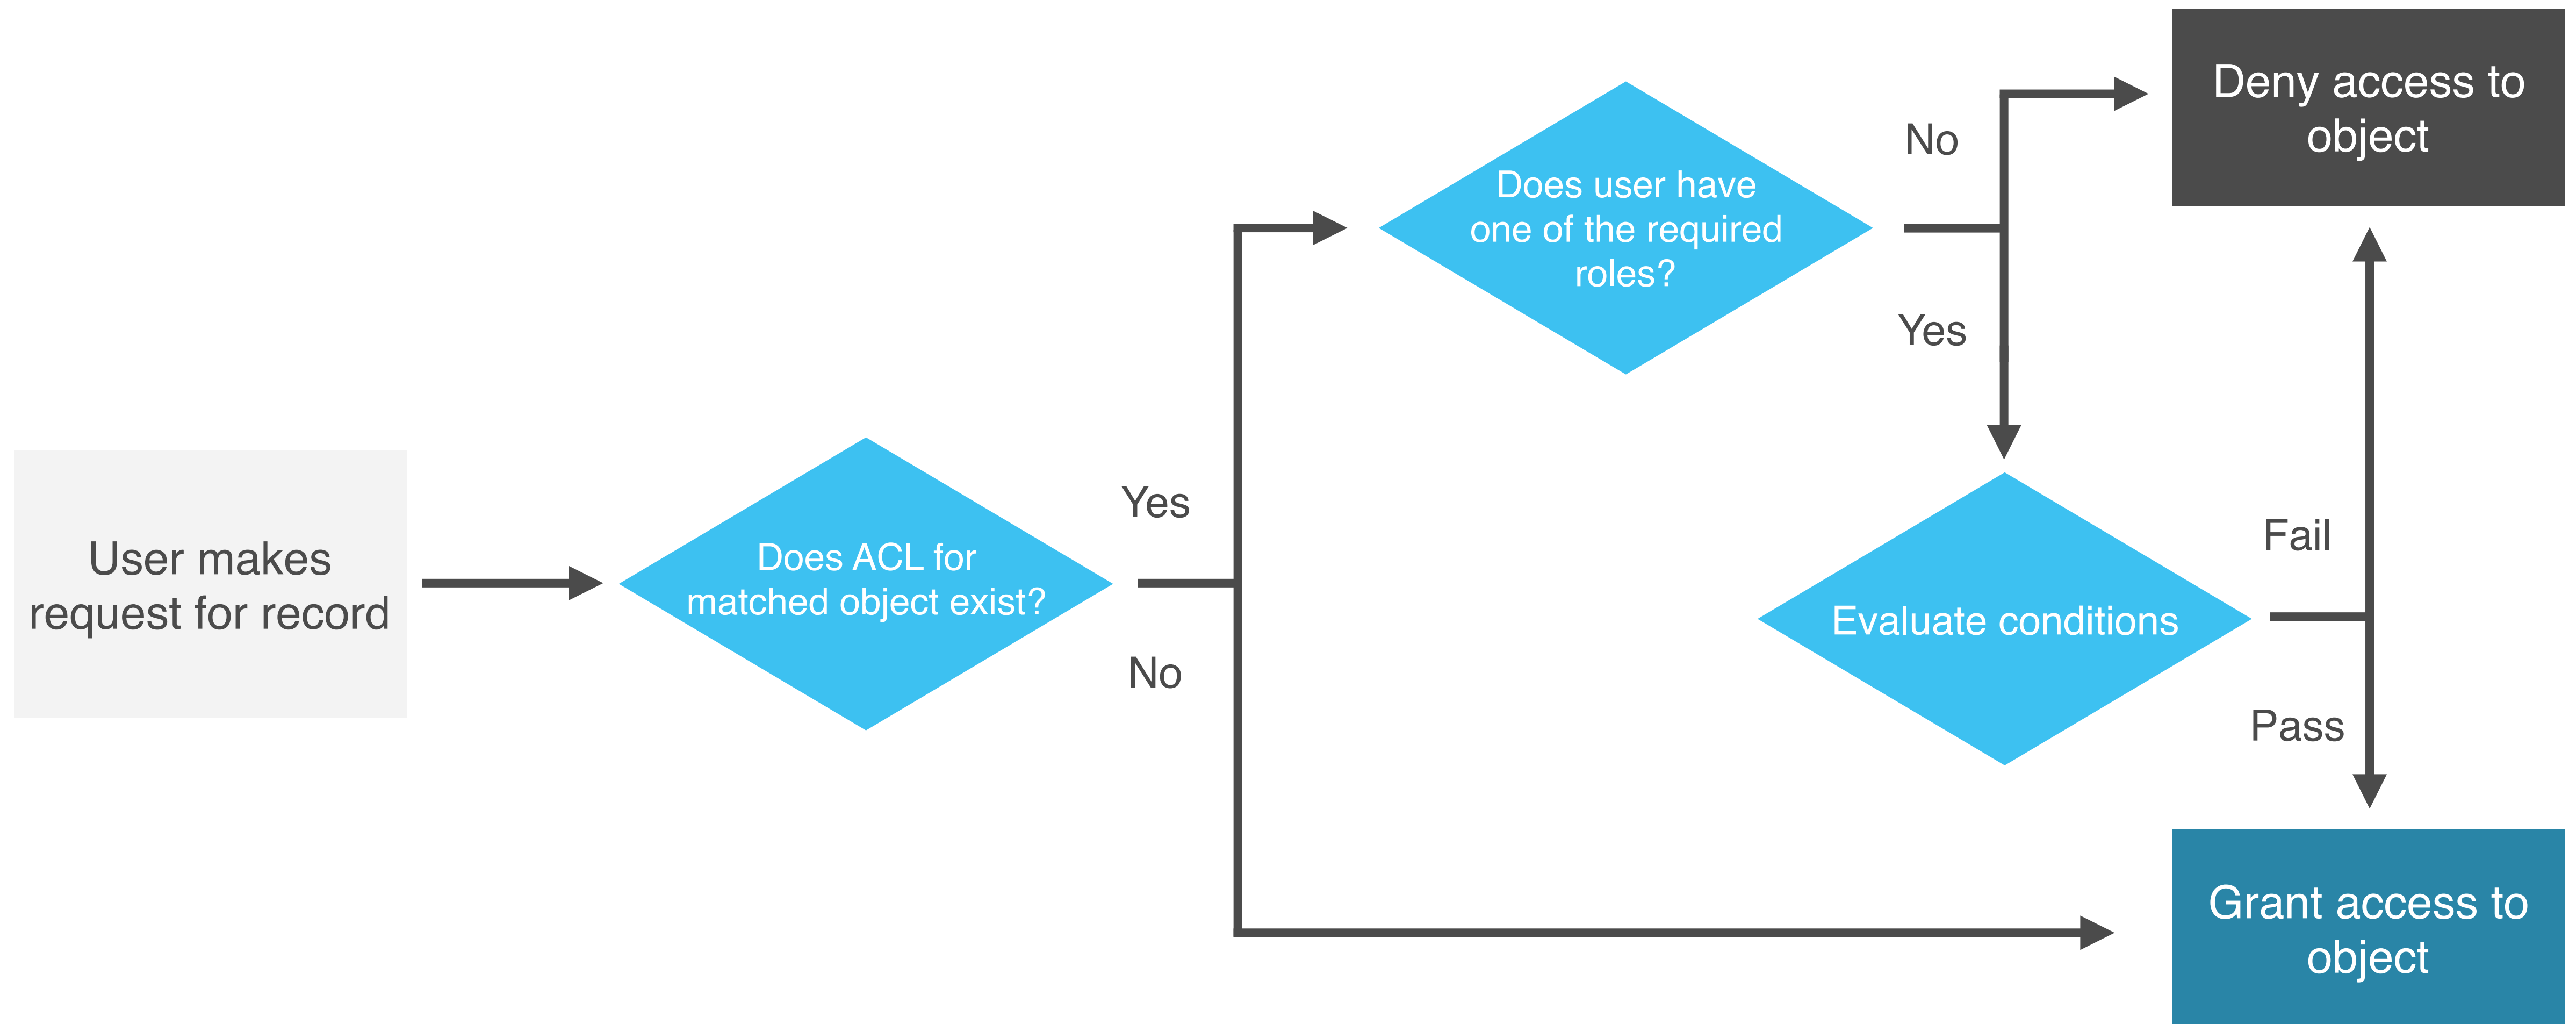 User makes
request for record
Does ACL for
matched object exist?
Yes
No
Does user have
one of the required
roles?
No
Yes
Evaluate conditions
Fail
Pass
Deny access to
object
Grant access to
object